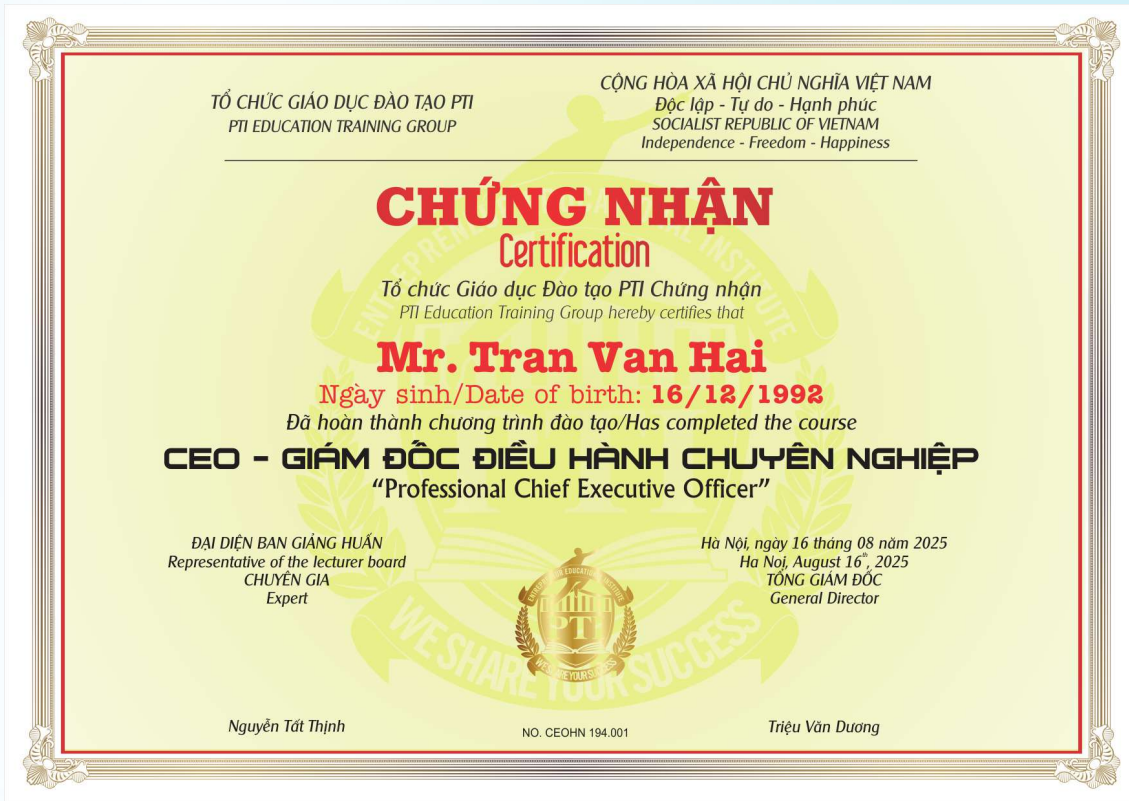 TỔ CHỨC GIÁO DỤC ĐÀO TẠO PTI
PTI EDUCATION TRAINING GROUP
CỘNG HÒA XÃ HỘI CHỦ NGHĨA VIỆT NAM
Độc lập - Tự do - Hạnh phúc
SOCIALIST REPUBLIC OF VIETNAM
Independence - Freedom - Happiness
CHỨNG NHẬN
Certification
Tổ chức Giáo dục Đào tạo PTI Chứng nhận
PTI Education Training Group hereby certifies that
Mr. Tran Van Hai
Ngày sinh/Date of birth: 16/12/1992
Đã hoàn thành chương trình đào tạo/Has completed the course
CEO - GIÁM ĐỐC ĐIỀU HÀNH CHUYÊN NGHIỆP
“Professional Chief Executive Officer”
ĐẠI DIỆN BAN GIẢNG HUẤN
Representative of the lecturer board
CHUYÊN GIA
Expert
Hà Nội, ngày 16 tháng 08 năm 2025
Ha Noi, August 16th, 2025
TỔNG GIÁM ĐỐC
General Director
PTI
WE SHARE YOUR SUCCESS
Nguyễn Tất Thịnh
NO. CEOHN 194.001
Triệu Văn Dương